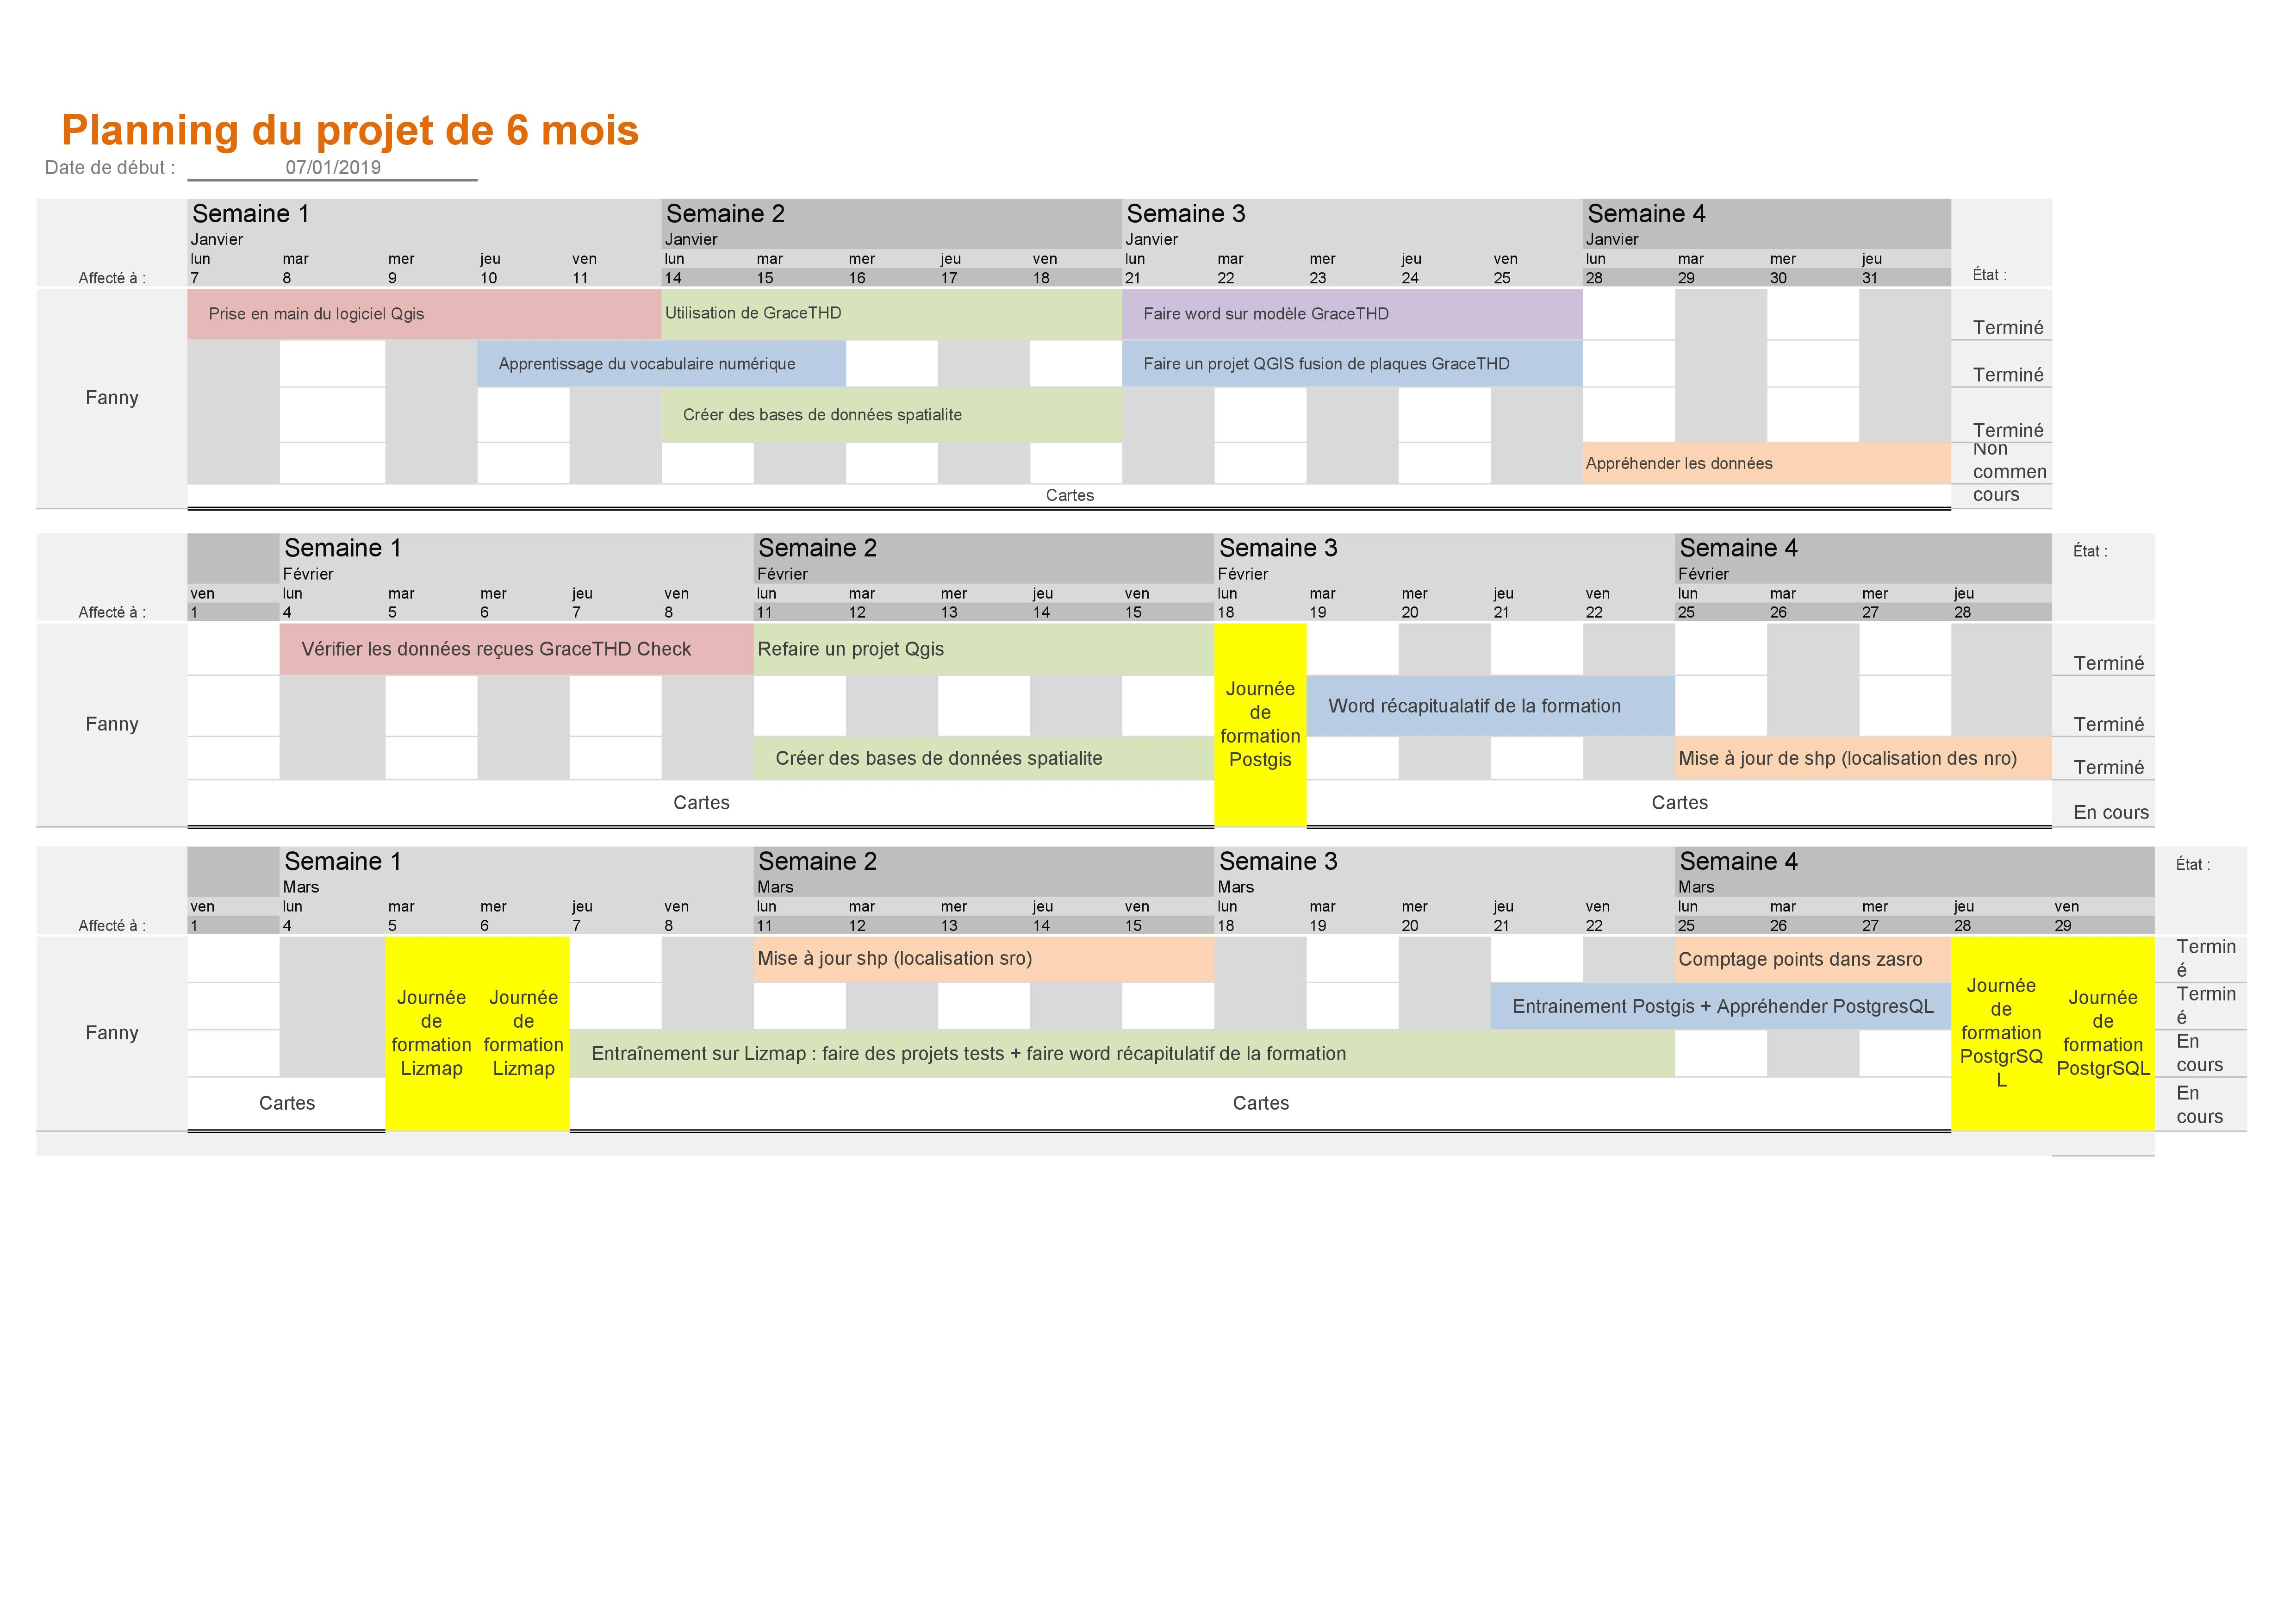 Planning du projet de 6 mois
Date de début : 07/01/2019
Semaine 1 Semaine 2 Semaine 3 Semaine 4
Janvier Janvier Janvier Janvier
lun mar mer jeu ven lun mar mer jeu ven lun mar mer jeu ven lun mar mer jeu
Affecté à : 7 8 9 10 11 14 15 16 17 18 21 22 23 24 25 28 29 30 31 État :
Prise en main du logiciel Qgis Utilisation de GraceTHD Faire word sur modèle GraceTHD Terminé
Apprentissage du vocabulaire numérique Faire un projet QGIS fusion de plaques GraceTHD Terminé
Fanny
Créer des bases de données spatialite Terminé
Appréhender les données Non
commen
Cartes cours
Semaine 1 Semaine 2 Semaine 3 Semaine 4 État :
Février Février Février Février
ven lun mar mer jeu ven lun mar mer jeu ven lun mar mer jeu ven lun mar mer jeu
Affecté à : 1 4 5 6 7 8 11 12 13 14 15 18 19 20 21 22 25 26 27 28
Vérifier les données reçues GraceTHD Check Refaire un projet Qgis Terminé
Journée
de
formation
Postgis
Word récapitualatif de la formation Terminé
Fanny
Créer des bases de données spatialite Mise à jour de shp (localisation des nro) Terminé
Cartes Cartes En cours
Semaine 1 Semaine 2 Semaine 3 Semaine 4 État :
Mars Mars Mars Mars
ven lun mar mer jeu ven lun mar mer jeu ven lun mar mer jeu ven lun mar mer jeu ven
Affecté à : 1 4 5 6 7 8 11 12 13 14 15 18 19 20 21 22 25 26 27 28 29
Mise à jour shp (localisation sro) Comptage points dans zasro Termin
é
Journée
de
formation
Lizmap
Journée
de
formation
Lizmap
Entrainement Postgis + Appréhender PostgresQL Termin
é
Journée
de
formation
PostgrSQ
L
Journée
de
formation
PostgrSQL
Fanny
Entraînement sur Lizmap : faire des projets tests + faire word récapitulatif de la formation En
cours
Cartes Cartes En
cours